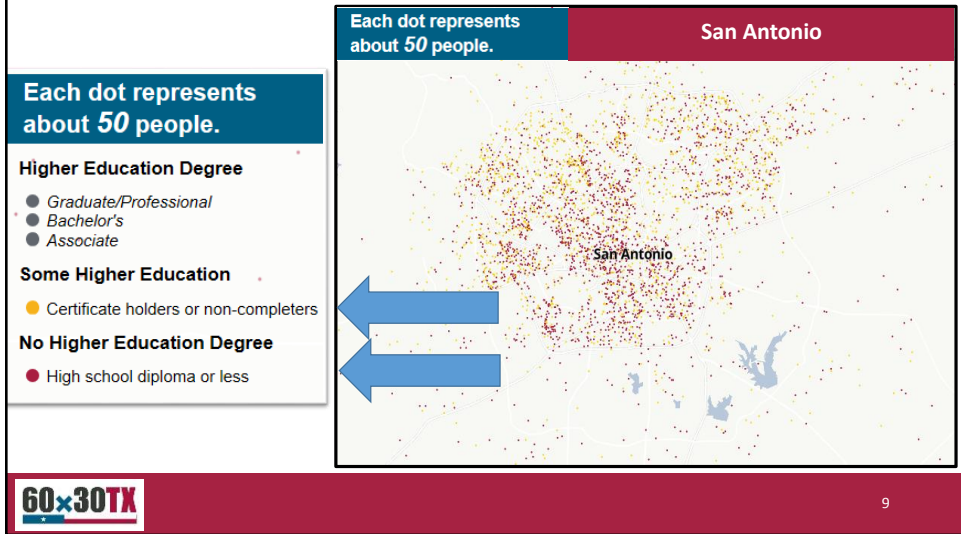 Each dot represents
about 50 people.
San Antonio
Each dot represents
about 50 people.
Higher Education Degree
Graduate/Professional
Bachelor's
Associate
Some Higher Education
Certificate holders or non-completers
No Higher Education Degree
High school diploma or less
San Antonio
60x30TX
9